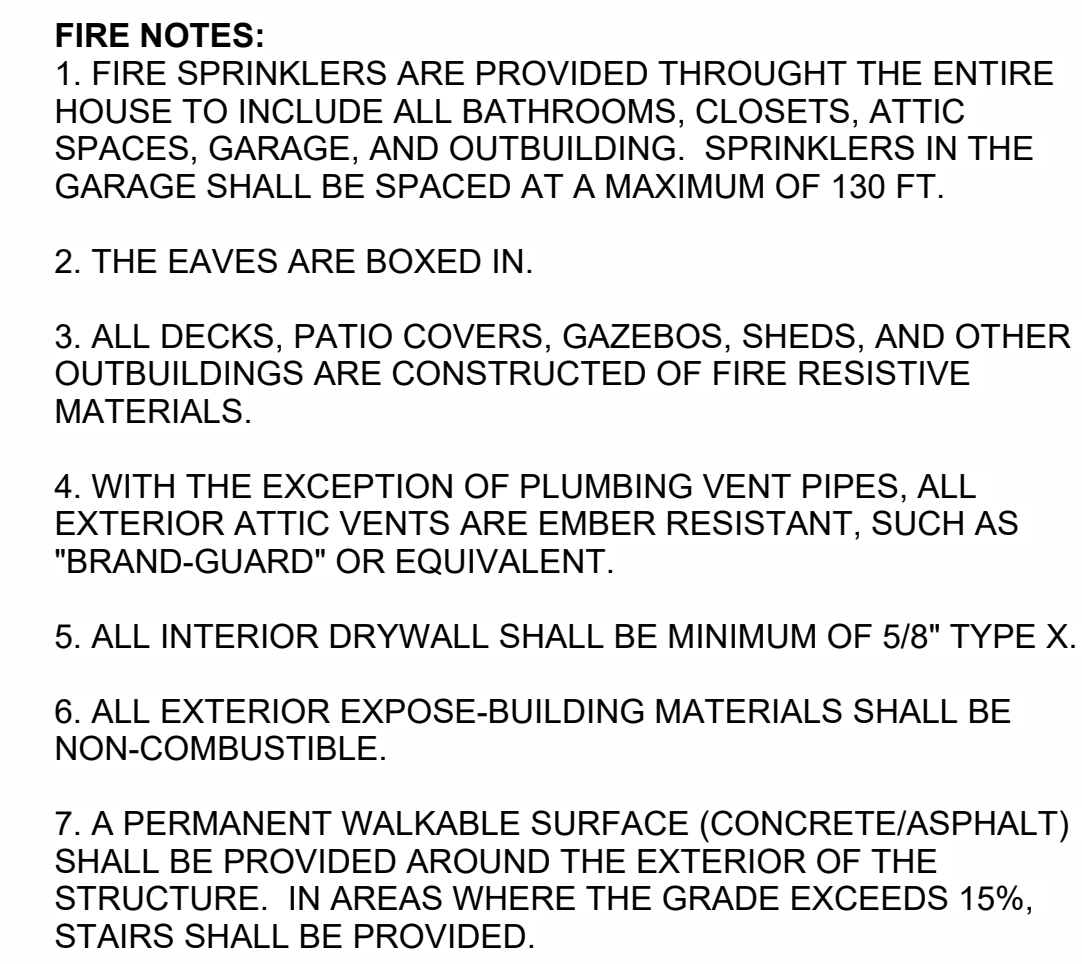 FIRE NOTES:
1. FIRE SPRINKLERS ARE PROVIDED THROUGHT THE ENTIRE
HOUSE TO INCLUDE ALL BATHROOMS, CLOSETS, ATTIC
SPACES, GARAGE, AND OUTBUILDING.  SPRINKLERS IN THE
GARAGE SHALL BE SPACED AT A MAXIMUM OF 130 FT.
2. THE EAVES ARE BOXED IN.
3. ALL DECKS, PATIO COVERS, GAZEBOS, SHEDS, AND OTHER
OUTBUILDINGS ARE CONSTRUCTED OF FIRE RESISTIVE
MATERIALS.
4. WITH THE EXCEPTION OF PLUMBING VENT PIPES, ALL
EXTERIOR ATTIC VENTS ARE EMBER RESISTANT, SUCH AS
"BRAND-GUARD" OR EQUIVALENT.
5. ALL INTERIOR DRYWALL SHALL BE MINIMUM OF 5/8" TYPE X.
6. ALL EXTERIOR EXPOSE-BUILDING MATERIALS SHALL BE
NON-COMBUSTIBLE.
7. A PERMANENT WALKABLE SURFACE (CONCRETE/ASPHALT)
SHALL BE PROVIDED AROUND THE EXTERIOR OF THE
STRUCTURE.  IN AREAS WHERE THE GRADE EXCEEDS 15%,
STAIRS SHALL BE PROVIDED.